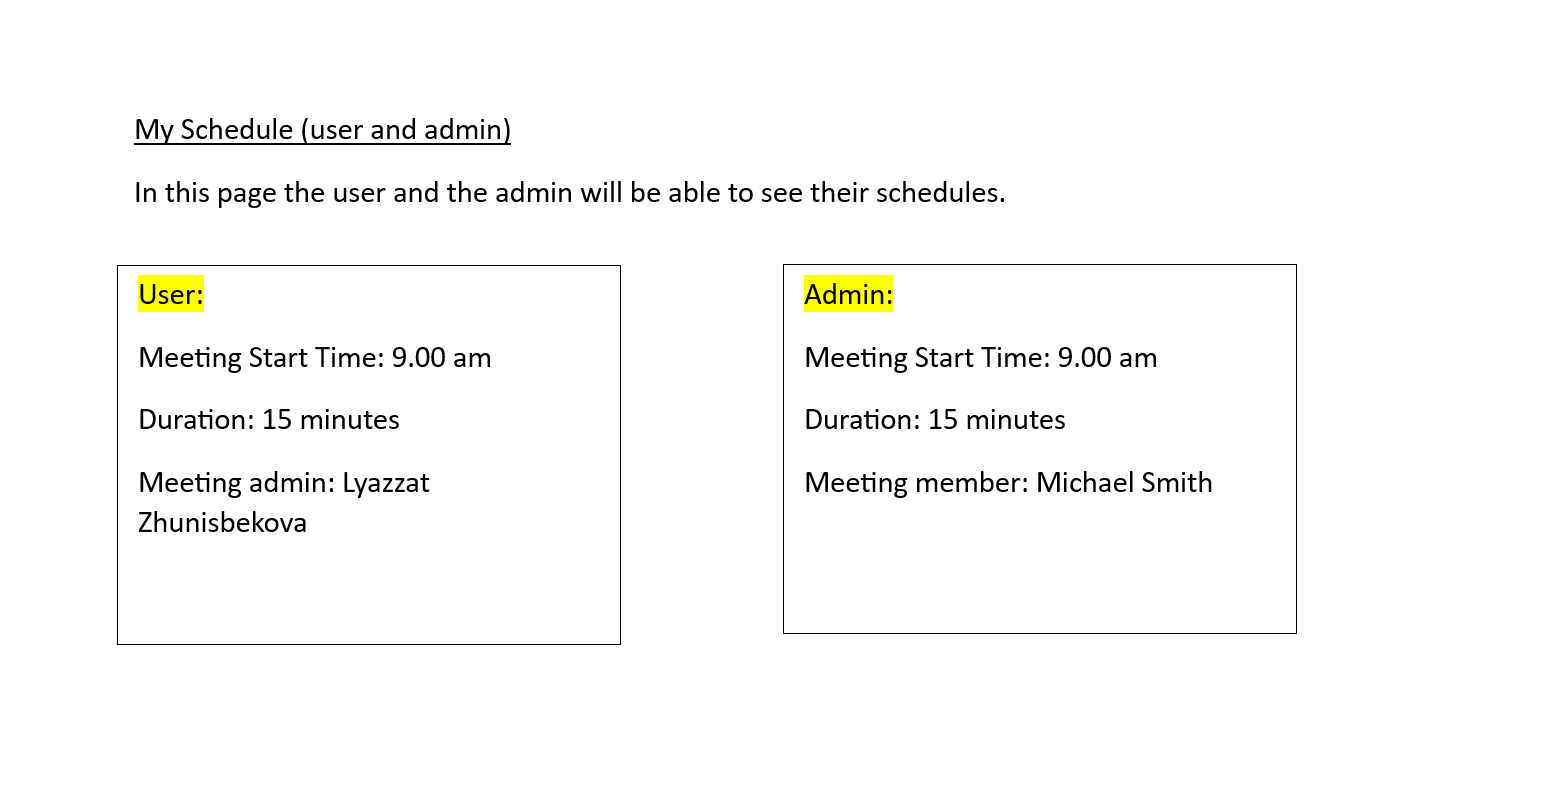 My Schedule (user and admin)
In this page the user and the admin will be able to see their schedules.
User:
Meeting Start Time: 9.00 am
Duration: 15 minutes
Meeting admin: Lyazzat
Zhunisbekova
Admin:
Meeting Start Time: 9.00 am
Duration: 15 minutes
Meeting member: Michael Smith